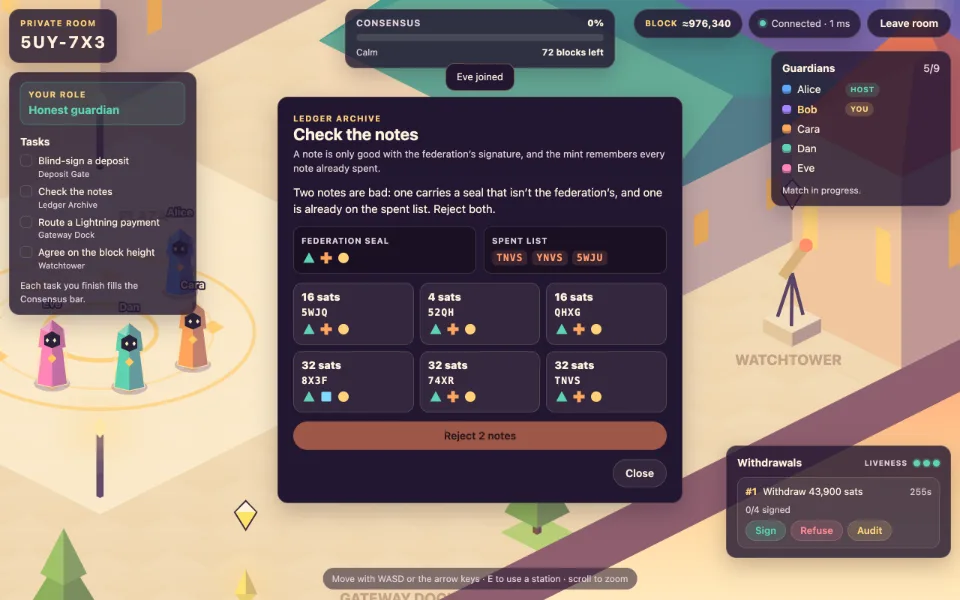 PRIVATE ROOM
5UY-7X3
CONSENSUS 0%
Calm 72 blocks left
Eve joined
BLOCK ≈976,340
Connected · 1 ms
Leave room
YOUR ROLE
Honest guardian
Tasks
Blind-sign a deposit
Deposit Gate
Check the notes
Ledger Archive
Route a Lightning payment
Gateway Dock
Agree on the block height
Watchtower
Each task you finish fills the
Consensus bar.
Alice
Cara
Eve
Dan
LEDGER ARCHIVE
Check the notes
A note is only good with the federation's signature, and the mint remembers every
note already spent.
Two notes are bad: one carries a seal that isn't the federation's, and one
is already on the spent list. Reject both.
FEDERATION SEAL
SPENT LIST
TNVS YNVS 5WJU
16 sats
5WJQ
4 sats
52QH
16 sats
QHXG
32 sats
8X3F
32 sats
74XR
32 sats
TNVS
Reject 2 notes
Close
Guardians 5/9
Alice HOST
Bob YOU
Cara
Dan
Eve
Match in progress.
WATCHTOWER
Withdrawals LIVENESS
#1 Withdraw 43,900 sats 255s
0/4 signed
Sign Refuse Audit
Move with WASD or the arrow keys · E to use a station · scroll to zoom
GATEWAY DOCK